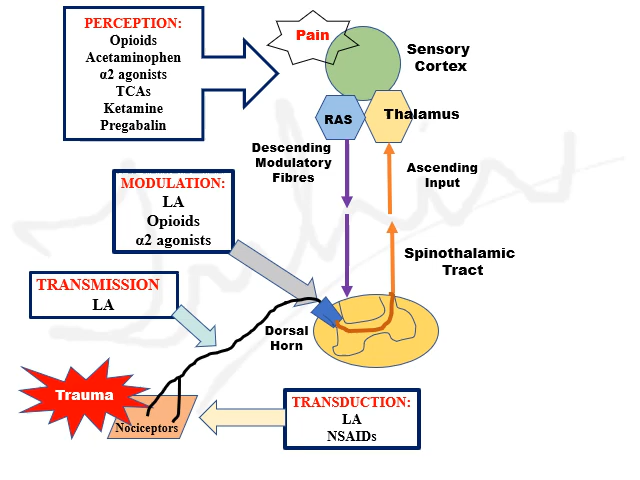 PERCEPTION:
Opioids
Acetaminophen
α2 agonists
TCAs
Ketamine
Pregabalin
Pain
Sensory
Cortex
RAS
Thalamus
Descending
Modulatory
Fibres
Ascending
Input
MODULATION:
LA
Opioids
α2 agonists
Spinothalamic
Tract
TRANSMISSION
LA
Dorsal
Horn
Trauma
Nociceptors
TRANSDUCTION:
LA
NSAIDs